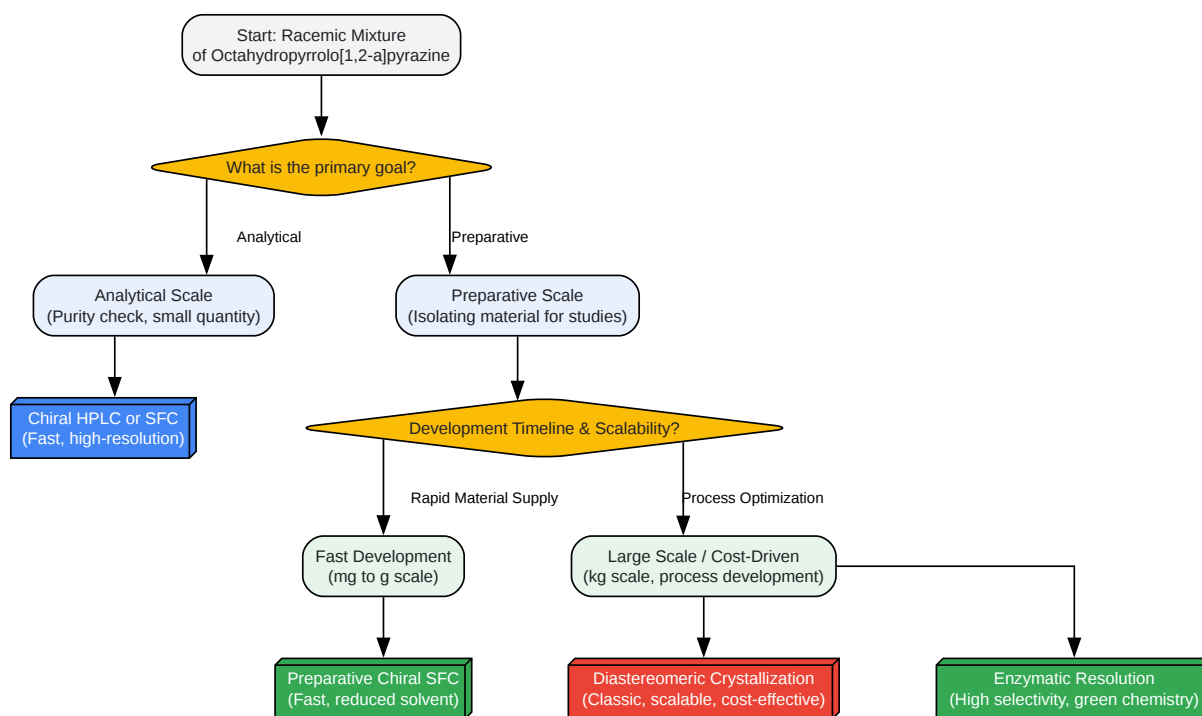 Start: Racemic Mixture
of Octahydropyrrolo[1,2-a]pyrazine
What is the primary goal?
Analytical
Preparative
Analytical Scale
(Purity check, small quantity)
Preparative Scale
(Isolating material for studies)
Chiral HPLC or SFC
(Fast, high-resolution)
Development Timeline & Scalability?
Rapid Material Supply
Process Optimization
Fast Development
(mg to g scale)
Large Scale / Cost-Driven
(kg scale, process development)
Preparative Chiral SFC
(Fast, reduced solvent)
Diastereomeric Crystallization
(Classic, scalable, cost-effective)
Enzymatic Resolution
(High selectivity, green chemistry)